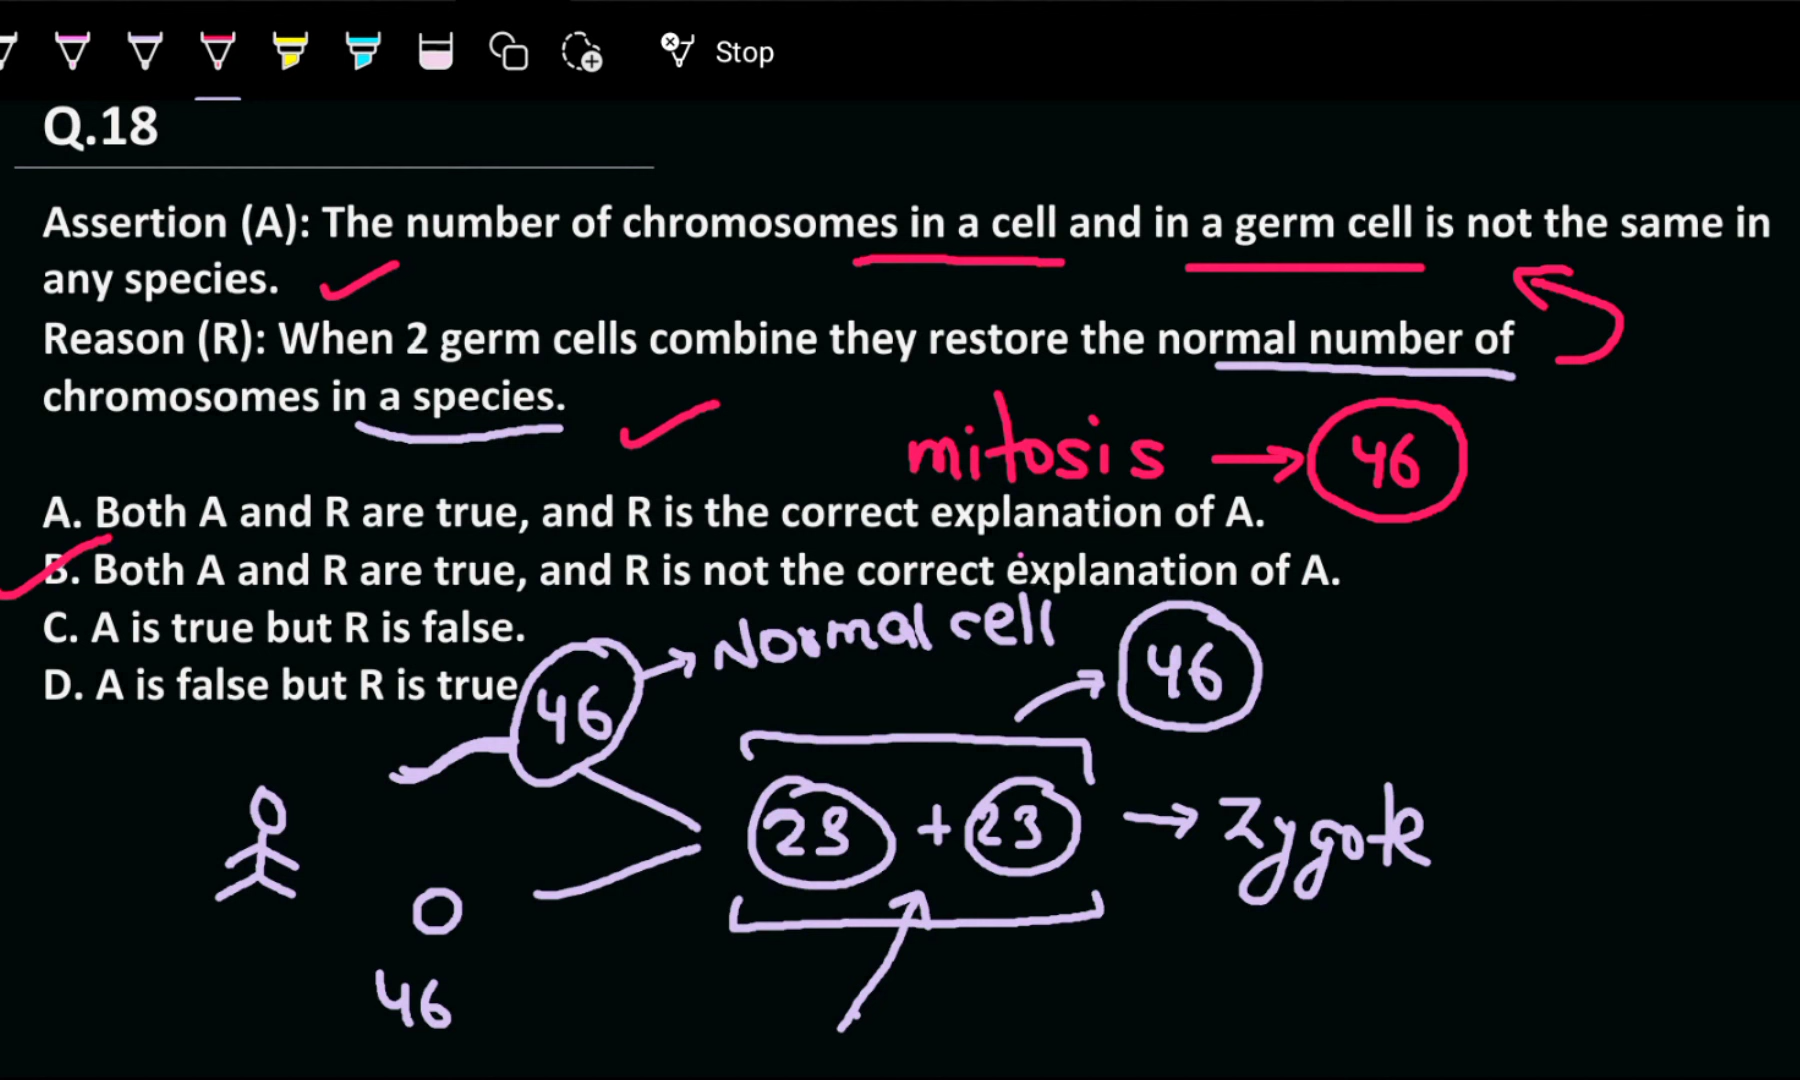 Stop
Q.18
Assertion (A): The number of chromosomes in a cell and in a germ cell is not the same in
any species.
Reason (R): When 2 germ cells combine they restore the normal number of
chromosomes in a species.
mitosis → 46
A. Both A and R are true, and R is the correct explanation of A.
B. Both A and R are true, and R is not the correct explanation of A.
C. A is true but R is false.
Normal cell
46
D. A is false but R is true
46
23 + 23 → Zygote
46